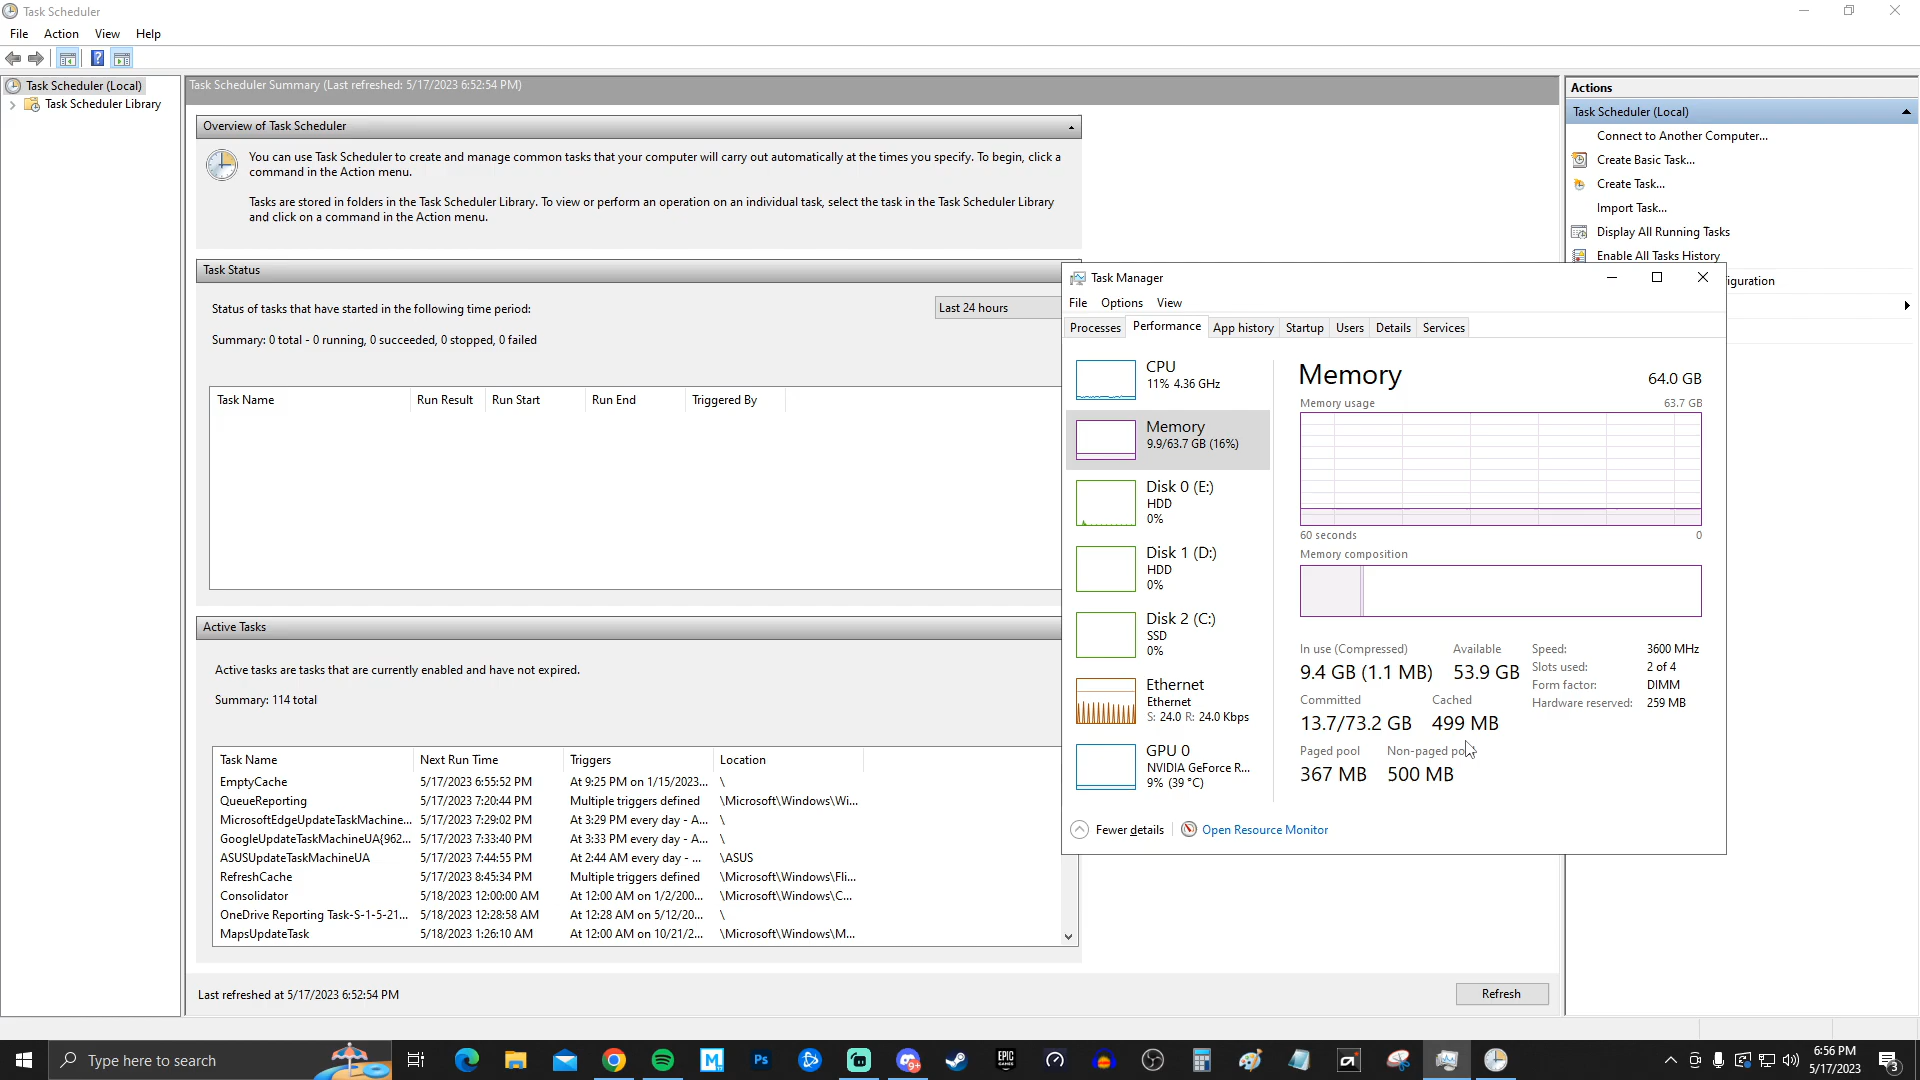 Task Scheduler
File Action View Help
Task Scheduler (Local)
Task Scheduler Library
Task Scheduler Summary (Last refreshed: 5/17/2023 6:52:54 PM)
Overview of Task Scheduler
You can use Task Scheduler to create and manage common tasks that your computer will carry out automatically at the times you specify. To begin, click a
command in the Action menu.
Tasks are stored in folders in the Task Scheduler Library. To view or perform an operation on an individual task, select the task in the Task Scheduler Library
and click on a command in the Action menu.
Task Status
Status of tasks that have started in the following time period:
Last 24 hours
Summary: 0 total - 0 running, 0 succeeded, 0 stopped, 0 failed
Task Name Run Result Run Start Run End Triggered By
Active Tasks
Active tasks are tasks that are currently enabled and have not expired.
Summary: 114 total
Task Name Next Run Time Triggers Location
EmptyCache 5/17/2023 6:55:52 PM At 9:25 PM on 1/15/2023... \
QueueReporting 5/17/2023 7:20:44 PM Multiple triggers defined \Microsoft\Windows\Wi...
MicrosoftEdgeUpdateTaskMachine... 5/17/2023 7:29:02 PM At 3:29 PM every day - A... \
GoogleUpdateTaskMachineUA{962... 5/17/2023 7:33:40 PM At 3:33 PM every day - A... \
ASUSUpdateTaskMachineUA 5/17/2023 7:44:55 PM At 2:44 AM every day - ... \ASUS
RefreshCache 5/17/2023 8:45:34 PM Multiple triggers defined \Microsoft\Windows\Fli...
Consolidator 5/18/2023 12:00:00 AM At 12:00 AM on 1/2/200... \Microsoft\Windows\C...
OneDrive Reporting Task-S-1-5-21... 5/18/2023 12:28:58 AM At 12:28 AM on 5/12/20... \
MapsUpdateTask 5/18/2023 1:26:10 AM At 12:00 AM on 10/21/2... \Microsoft\Windows\M...
Last refreshed at 5/17/2023 6:52:54 PM
Refresh
Actions
Task Scheduler (Local)
Connect to Another Computer...
Create Basic Task...
Create Task...
Import Task...
Display All Running Tasks
Enable All Tasks History
iguration
Task Manager
File Options View
Processes Performance App history Startup Users Details Services
CPU
11% 4.36 GHz
Memory
9.9/63.7 GB (16%)
Disk 0 (E:)
HDD
0%
Disk 1 (D:)
HDD
0%
Disk 2 (C:)
SSD
0%
Ethernet
Ethernet
S: 24.0 R: 24.0 Kbps
GPU 0
NVIDIA GeForce R...
9% (39 °C)
Memory 64.0 GB
Memory usage 63.7 GB
60 seconds 0
Memory composition
In use (Compressed) Available
9.4 GB (1.1 MB) 53.9 GB
Committed Cached
13.7/73.2 GB 499 MB
Paged pool Non-paged po
367 MB 500 MB
Speed: 3600 MHz
Slots used: 2 of 4
Form factor: DIMM
Hardware reserved: 259 MB
Fewer details
Open Resource Monitor
Type here to search
Ps
EPIC
GAMES
9+
6:56 PM
5/17/2023
3